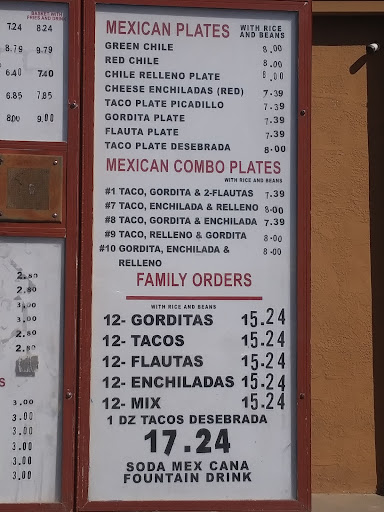 BASKET WITH
FRIES AND DRINK
7.24 8.24
8.79 9.79
6.40 7.40
6.85 7.85
8.00 9.00
2.80
2.80
3.00
3.00
2.80
2.80
3.00
3.00
3.00
3.00
3.00
MEXICAN PLATES WITH RICE AND BEANS
GREEN CHILE 8.00
RED CHILE 8.00
CHILE RELLENO PLATE 8.00
CHEESE ENCHILADAS (RED) 7.39
TACO PLATE PICADILLO 7.39
GORDITA PLATE 7.39
FLAUTA PLATE 7.39
TACO PLATE DESEBRADA 8.00
MEXICAN COMBO PLATES
WITH RICE AND BEANS
#1 TACO, GORDITA & 2-FLAUTAS 7.39
#7 TACO, ENCHILADA & RELLENO 8.00
#8 TACO, GORDITA & ENCHILADA 7.39
#9 TACO, RELLENO & GORDITA 8.00
#10 GORDITA, ENCHILADA & 8.00
RELLENO
FAMILY ORDERS
WITH RICE AND BEANS
12- GORDITAS 15.24
12- TACOS 15.24
12- FLAUTAS 15.24
12- ENCHILADAS 15.24
12- MIX 15.24
1 DZ TACOS DESEBRADA
17.24
SODA MEX CANA
FOUNTAIN DRINK